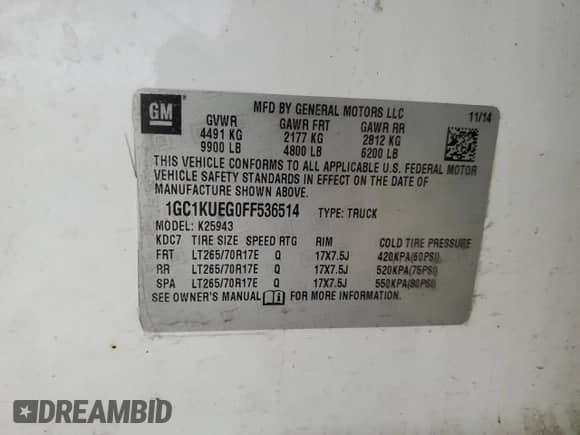 GM
MFD BY GENERAL MOTORS LLC 11/14
GVWR GAWR FRT GAWR RR
4491 KG 2177 KG 2812 KG
9900 LB 4800 LB 6200 LB
THIS VEHICLE CONFORMS TO ALL APPLICABLE U.S. FEDERAL MOTOR
VEHICLE SAFETY STANDARDS IN EFFECT ON THE DATE OF
MANUFACTURE SHOWN ABOVE.
1GC1KUEG0FF536514 TYPE: TRUCK
MODEL: K25943
KDC7 TIRE SIZE SPEED RTG RIM COLD TIRE PRESSURE
FRT LT265/70R17E Q 17X7.5J 420KPA(60PSI)
RR LT265/70R17E Q 17X7.5J 520KPA(75PSI)
SPA LT265/70R17E Q 17X7.5J 550KPA(80PSI)
SEE OWNER'S MANUAL FOR MORE INFORMATION
DREAMBID